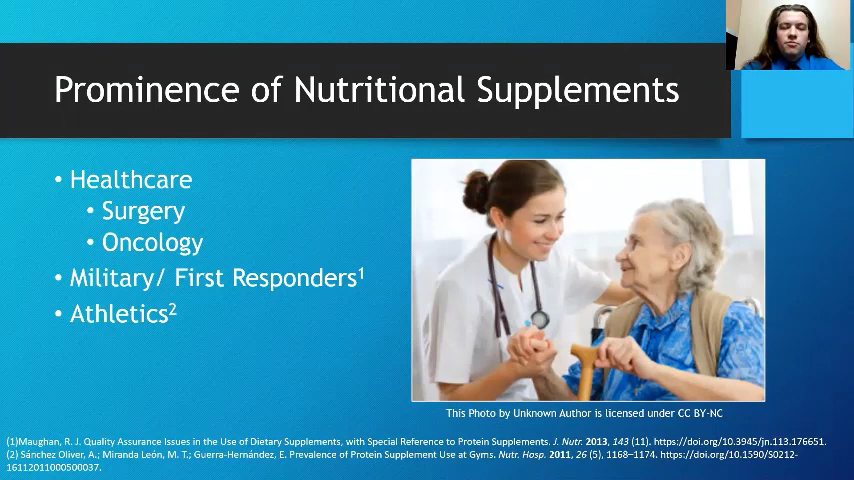 Prominence of Nutritional Supplements
• Healthcare
• Surgery
• Oncology
• Military/ First Responders¹
• Athletics²
This Photo by Unknown Author is licensed under CC BY-NC
(1)Maughan, R. J. Quality Assurance Issues in the Use of Dietary Supplements, with Special Reference to Protein Supplements. J. Nutr. 2013, 143 (11). https://doi.org/10.3945/jn.113.176651.
(2) Sánchez Oliver, A.; Miranda León, M. T.; Guerra-Hernández, E. Prevalence of Protein Supplement Use at Gyms. Nutr. Hosp. 2011, 26 (5), 1168–1174. https://doi.org/10.1590/S0212-
16112011000500037.